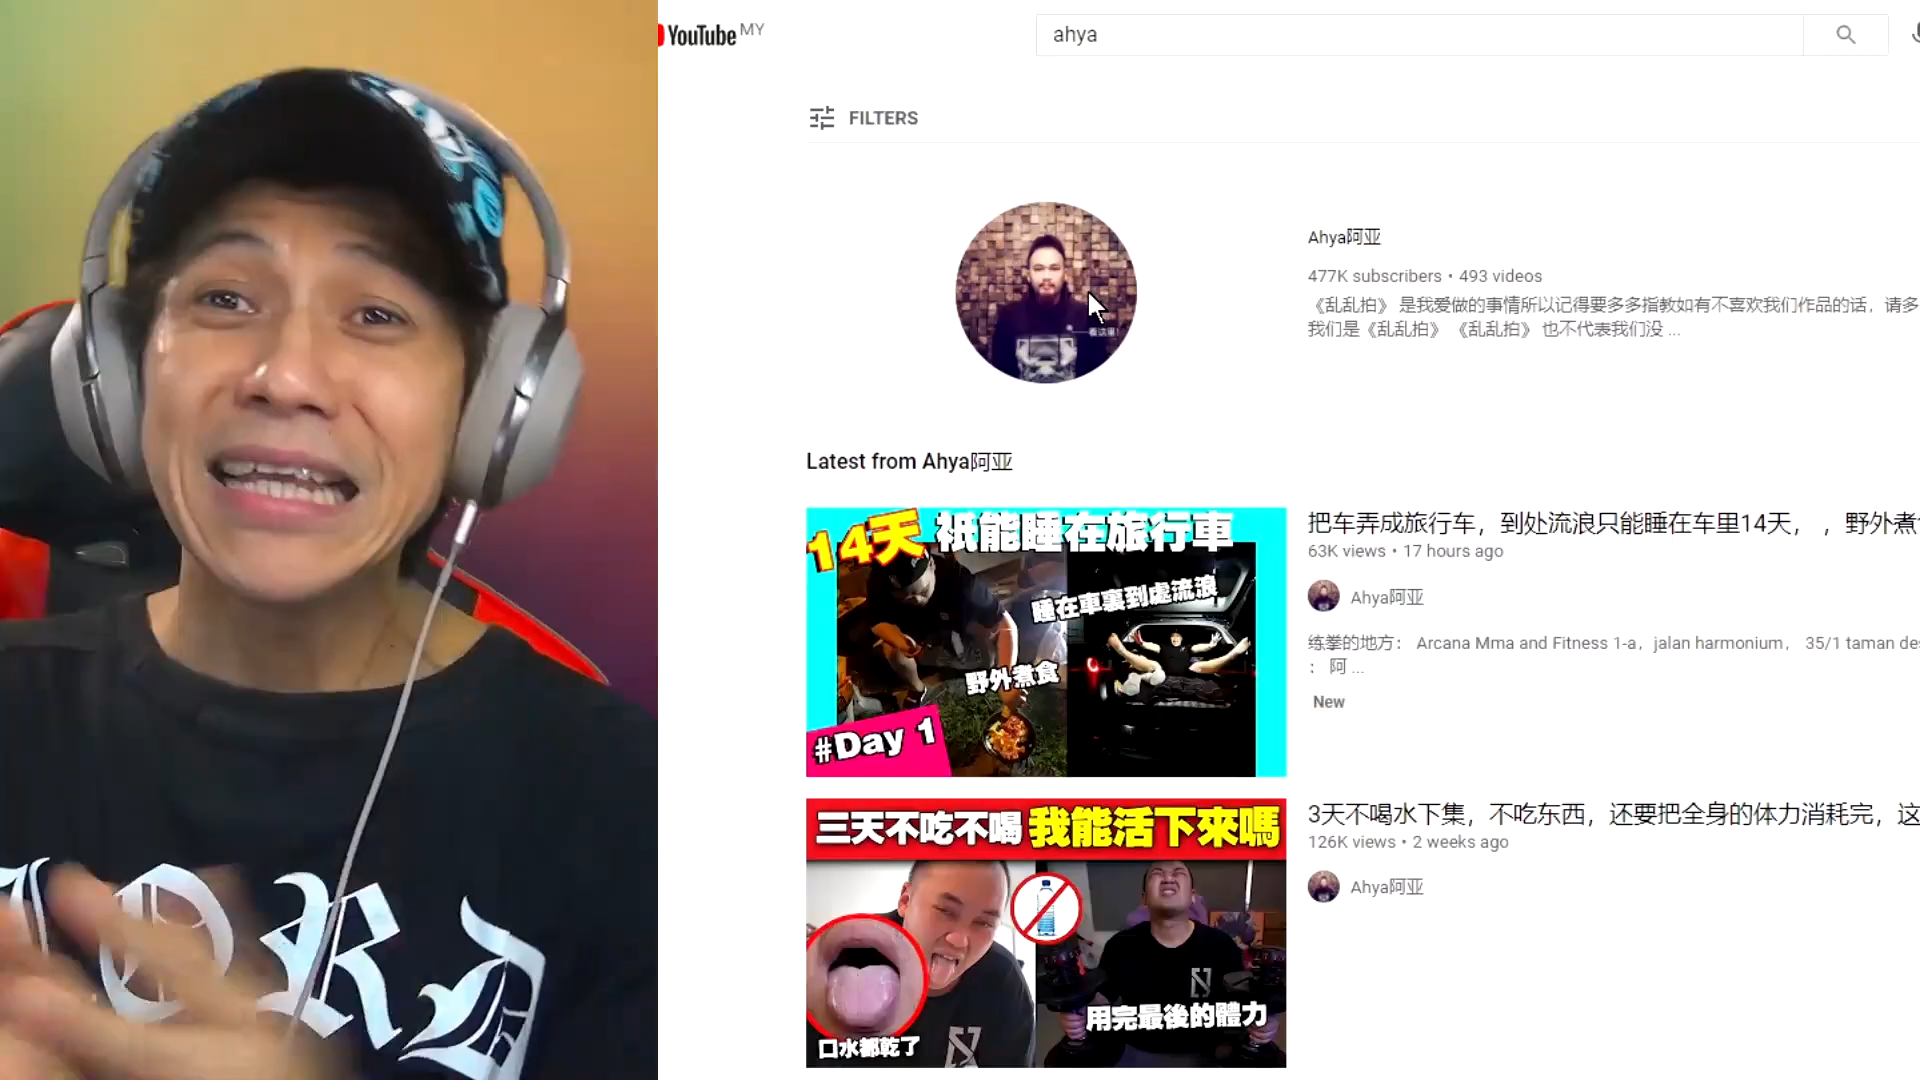 YouTube MY
ahya
FILTERS
Ahya阿亚
477K subscribers • 493 videos
《乱乱拍》 是我爱做的事情所以记得要多多指教如有不喜欢我们作品的话，请多
我们是《乱乱拍》 《乱乱拍》 也不代表我们没 ...
看这里!
Latest from Ahya阿亚
14天 祇能睡在旅行車
睡在車裏到處流浪
野外煮食
#Day 1
把车弄成旅行车，到处流浪只能睡在车里14天，，野外煮
63K views • 17 hours ago
Ahya阿亚
练拳的地方： Arcana Mma and Fitness 1-a，jalan harmonium， 35/1 taman de
： 阿 ...
New
三天不吃不喝 我能活下來嗎
口水都乾了
用完最後的體力
3天不喝水下集，不吃东西，还要把全身的体力消耗完，这
126K views • 2 weeks ago
Ahya阿亚
LORD